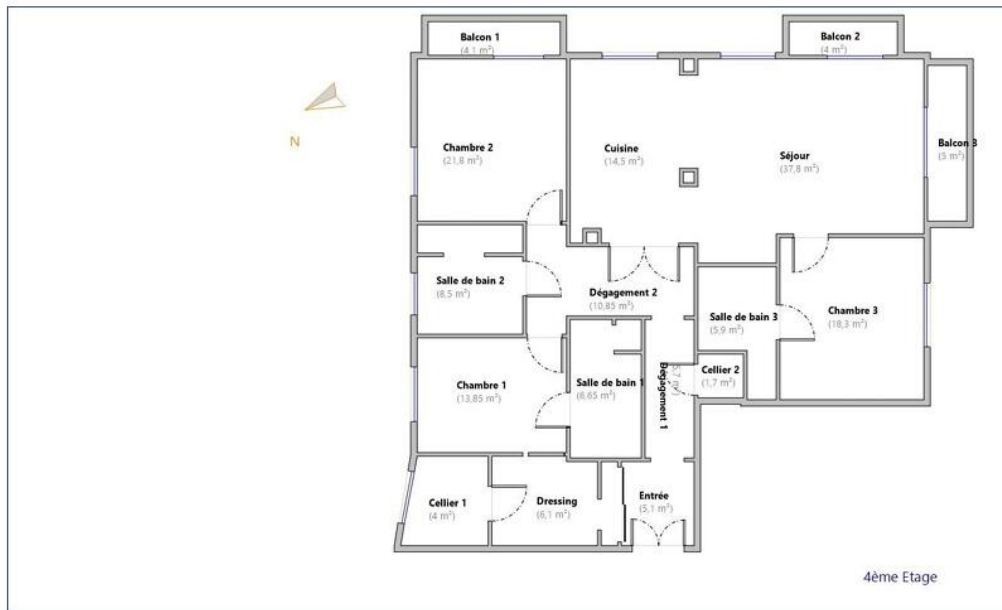 Balcon 1
(4.1 m²)
Balcon 2
(4 m²)
N
Chambre 2
(21,8 m²)
Cuisine
(14,5 m²)
Séjour
(37,8 m²)
Balcon 3
(5 m²)
Salle de bain 2
(8,5 m²)
Dégagement 2
(10,85 m²)
Salle de bain 3
(5,9 m²)
Chambre 3
(18,3 m²)
Chambre 1
(13,85 m²)
Salle de bain 1
(6,65 m²)
Dégagement 1
Cellier 2
(1,7 m²)
Cellier 1
(4 m²)
Dressing
(6,1 m²)
Entrée
(5,1 m²)
4ème Etage